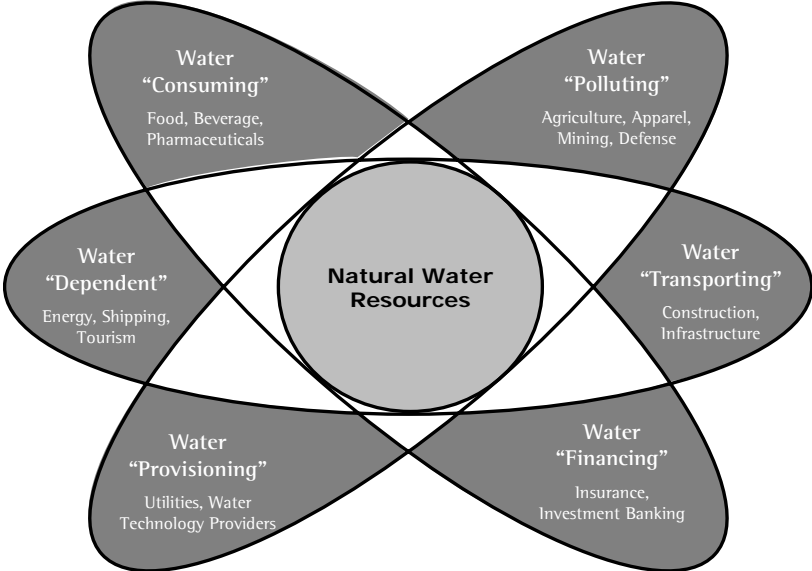 Water
“Consuming”
Food, Beverage,
Pharmaceuticals
Water
“Polluting”
Agriculture, Apparel,
Mining, Defense
Water
“Dependent”
Energy, Shipping,
Tourism
Natural Water
Resources
Water
“Transporting”
Construction,
Infrastructure
Water
“Provisioning”
Utilities, Water
Technology Providers
Water
“Financing”
Insurance,
Investment Banking